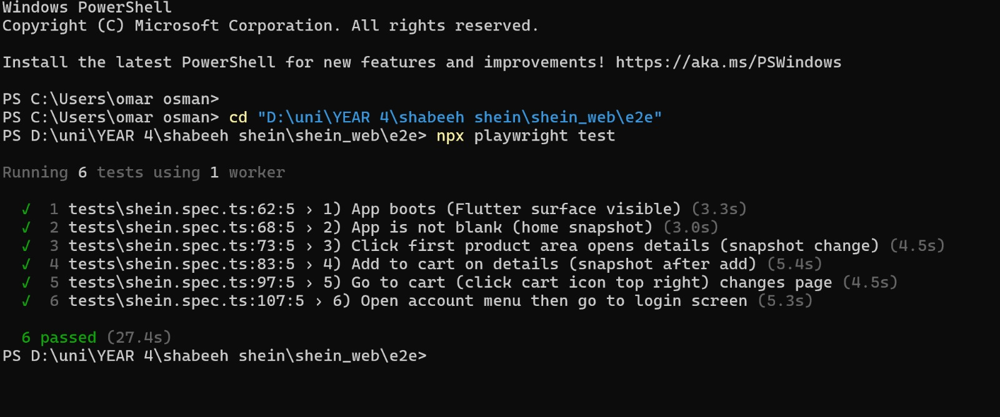 Windows PowerShell
Copyright (C) Microsoft Corporation. All rights reserved.
Install the latest PowerShell for new features and improvements! https://aka.ms/PSWindows
PS C:\Users\omar osman>
PS C:\Users\omar osman> cd "D:\uni\YEAR 4\shabeeh shein\shein_web\e2e"
PS D:\uni\YEAR 4\shabeeh shein\shein_web\e2e> npx playwright test
Running 6 tests using 1 worker
✓ 1 tests\shein.spec.ts:62:5 › 1) App boots (Flutter surface visible) (3.3s)
✓ 2 tests\shein.spec.ts:68:5 › 2) App is not blank (home snapshot) (3.0s)
✓ 3 tests\shein.spec.ts:73:5 › 3) Click first product area opens details (snapshot change) (4.5s)
✓ 4 tests\shein.spec.ts:83:5 › 4) Add to cart on details (snapshot after add) (5.4s)
✓ 5 tests\shein.spec.ts:97:5 › 5) Go to cart (click cart icon top right) changes page (4.5s)
✓ 6 tests\shein.spec.ts:107:5 › 6) Open account menu then go to login screen (5.3s)
6 passed (27.4s)
PS D:\uni\YEAR 4\shabeeh shein\shein_web\e2e>